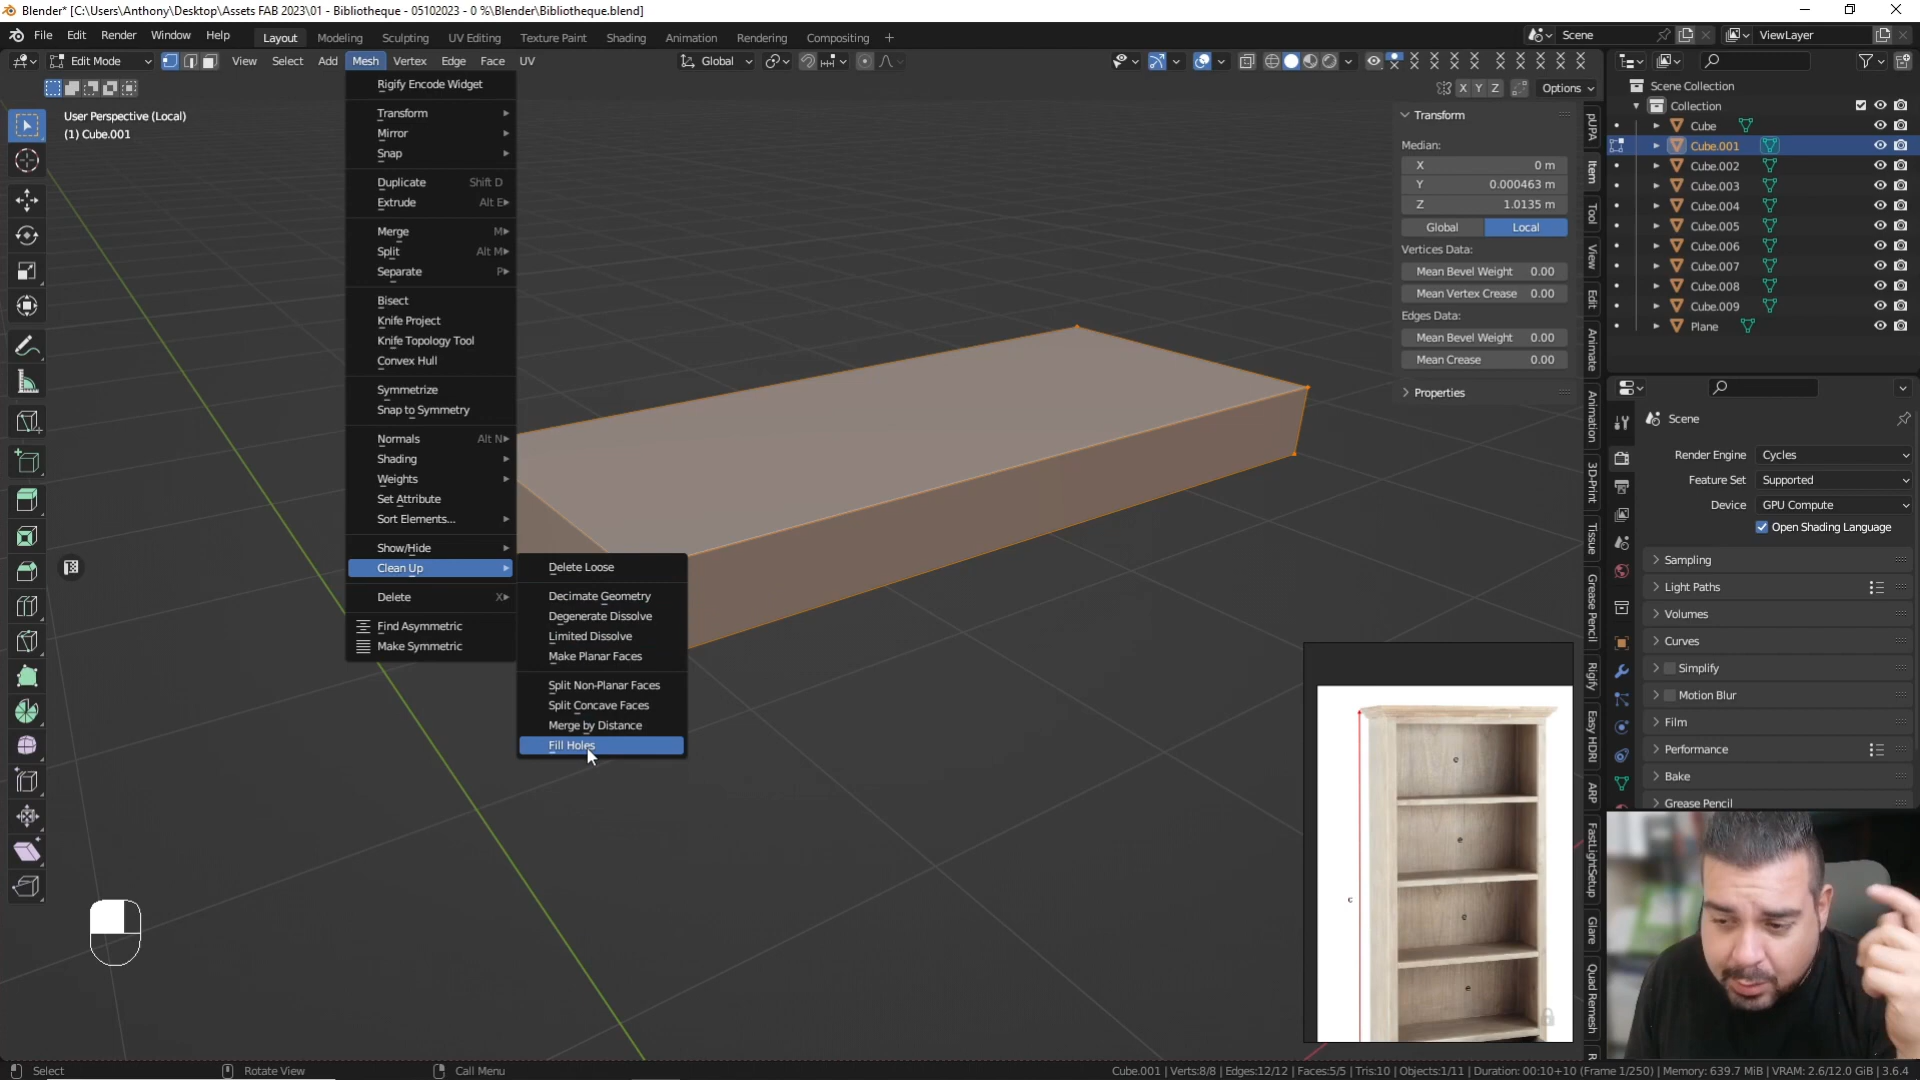 Blender* [C:\Users\Anthony\Desktop\Assets FAB 2023\01 - Bibliotheque - 05102023 - 0 %\Blender\Bibliotheque.blend]
File Edit Render Window Help Layout Modeling Sculpting UV Editing Texture Paint Shading Animation Rendering Compositing + Scene ViewLayer
Edit Mode View Select Add Mesh Vertex Edge Face UV Global
X Y Z Options
User Perspective (Local)
(1) Cube.001
Rigify Encode Widget
Transform
Mirror
Snap
Duplicate Shift D
Extrude Alt E
Merge M
Split Alt M
Separate P
Bisect
Knife Project
Knife Topology Tool
Convex Hull
Symmetrize
Snap to Symmetry
Normals Alt N
Shading
Weights
Set Attribute
Sort Elements...
Show/Hide
Clean Up
Delete X
Find Asymmetric
Make Symmetric
Delete Loose
Decimate Geometry
Degenerate Dissolve
Limited Dissolve
Make Planar Faces
Split Non-Planar Faces
Split Concave Faces
Merge by Distance
Fill Holes
Transform
Median:
X 0 m
Y 0.000463 m
Z 1.0135 m
Global Local
Vertices Data:
Mean Bevel Weight 0.00
Mean Vertex Crease 0.00
Edges Data:
Mean Bevel Weight 0.00
Mean Crease 0.00
Properties
pUPA
Item
Tool
View
Edit
Animate
Animation
3D-Print
Tissue
Grease Pencil
Rigify
Easy HDRI
ARP
FastLightSetup
Glare
Quad Remesh
R
Scene Collection
Collection
Cube
Cube.001
Cube.002
Cube.003
Cube.004
Cube.005
Cube.006
Cube.007
Cube.008
Cube.009
Plane
Scene
Render Engine Cycles
Feature Set Supported
Device GPU Compute
Open Shading Language
Sampling
Light Paths
Volumes
Curves
Simplify
Motion Blur
Film
Performance
Bake
Grease Pencil
c
e
e
e
e
Select Rotate View Call Menu Cube.001 | Verts:8/8 | Edges:12/12 | Faces:5/5 | Tris:10 | Objects:1/11 | Duration: 00:10+10 (Frame 1/250) | Memory: 639.7 MiB | VRAM: 2.6/12.0 GiB | 3.6.4